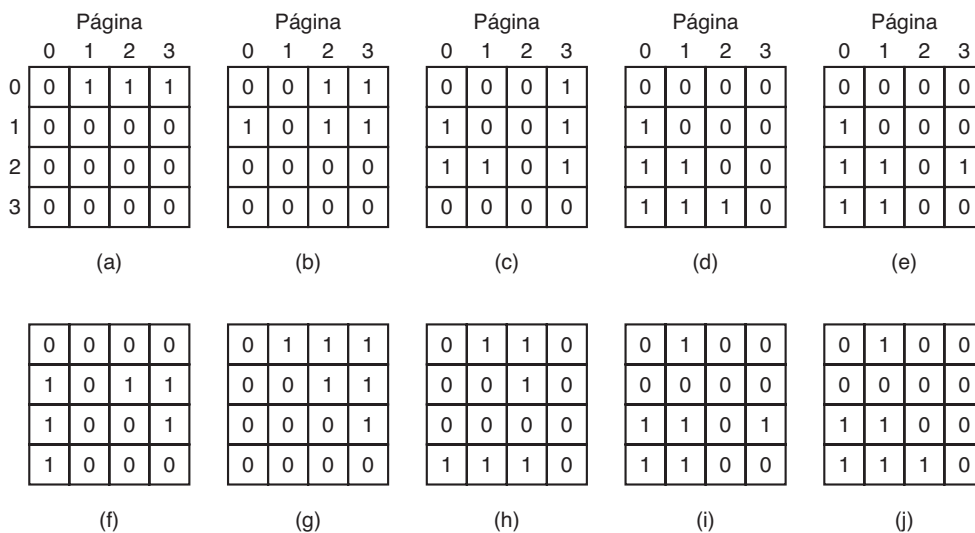 Página Página Página Página Página
0 1 2 3 0 1 2 3 0 1 2 3 0 1 2 3 0 1 2 3
0 0 1 1 1 0 0 1 1 0 0 0 1 0 0 0 0 0 0 0 0
1 0 0 0 0 1 0 1 1 1 0 0 1 1 0 0 0 1 0 0 0
2 0 0 0 0 0 0 0 0 1 1 0 1 1 1 0 0 1 1 0 1
3 0 0 0 0 0 0 0 0 0 0 0 0 1 1 1 0 1 1 0 0
(a) (b) (c) (d) (e)
0 0 0 0 0 1 1 1 0 1 1 0 0 1 0 0 0 1 0 0
1 0 1 1 0 0 1 1 0 0 1 0 0 0 0 0 0 0 0 0
1 0 0 1 0 0 0 1 0 0 0 0 1 1 0 1 1 1 0 0
1 0 0 0 0 0 0 0 1 1 1 0 1 1 0 0 1 1 1 0
(f) (g) (h) (i) (j)